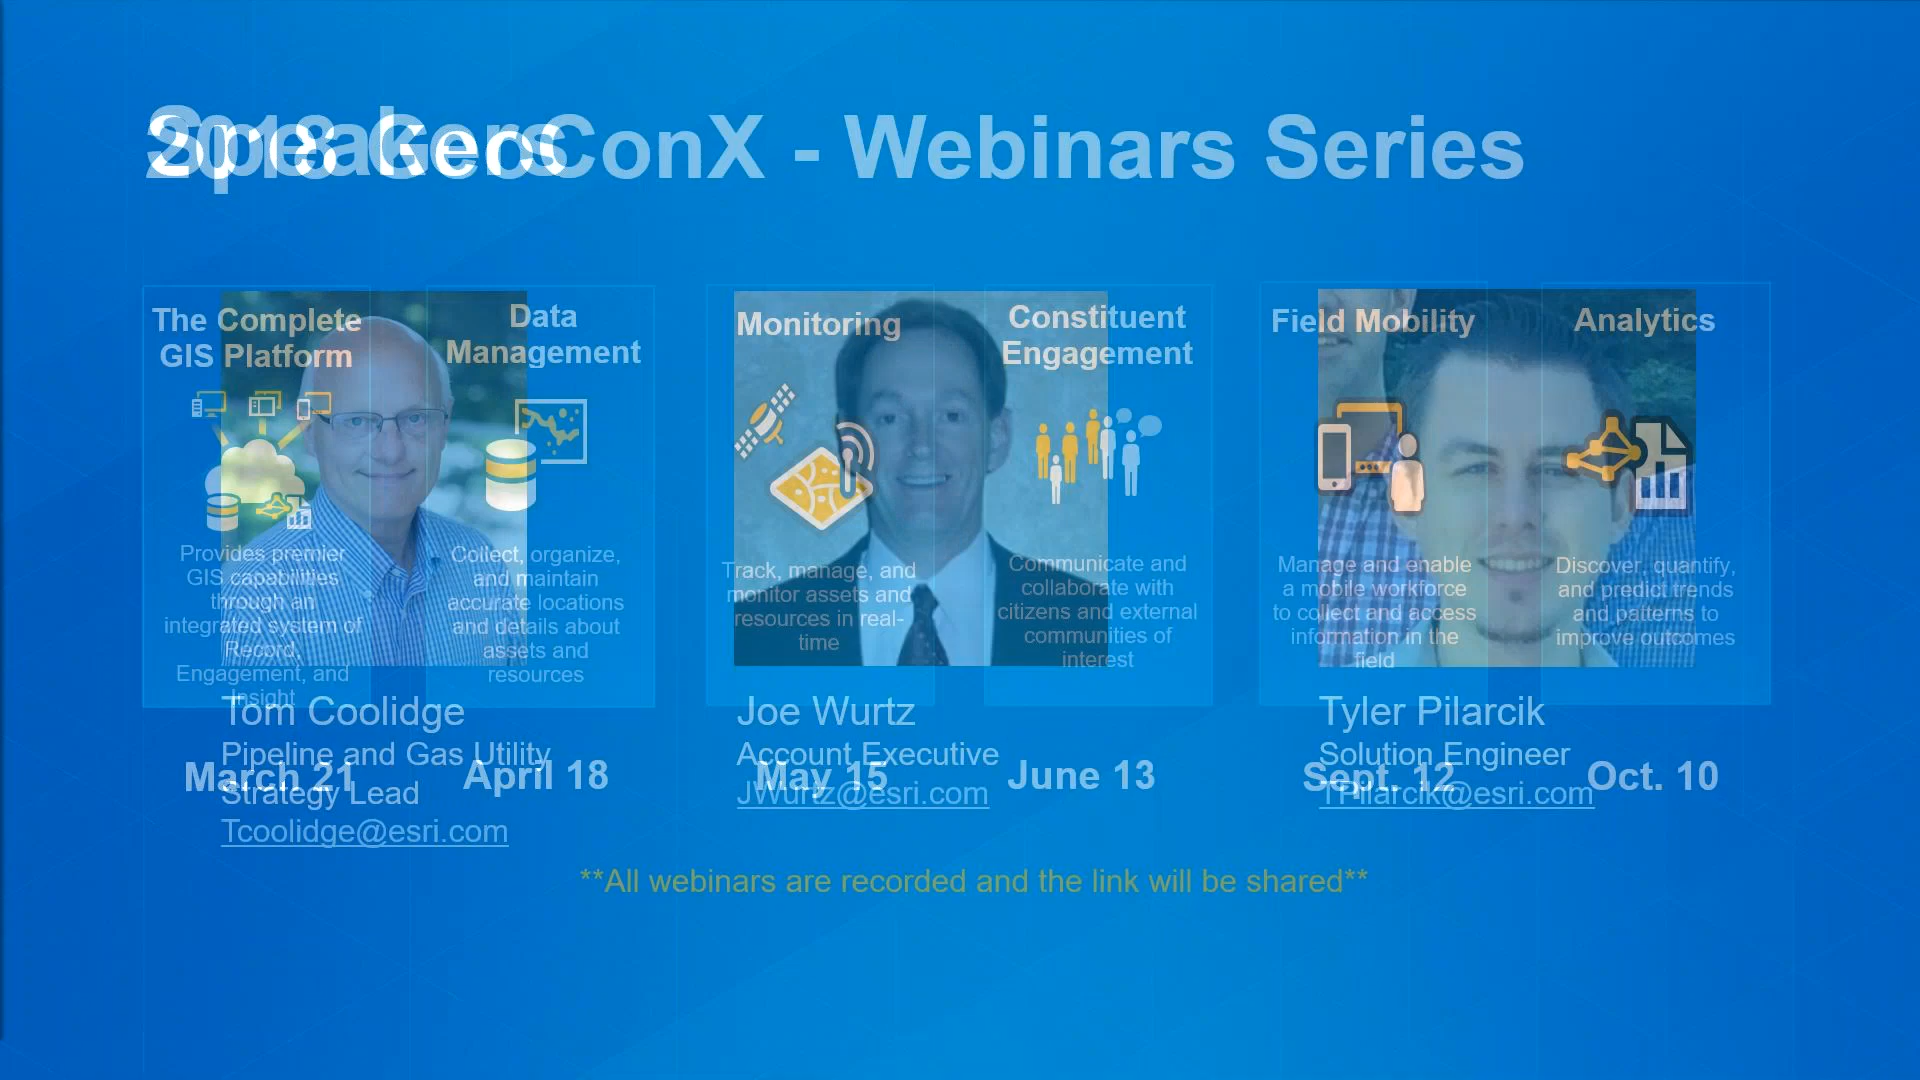 Speakers
2018 GeoConX - Webinars Series
The Complete
GIS Platform
Provides premier
GIS capabilities
through an
integrated system of
Record,
Engagement, and
Insight
March 21
Data
Management
Collect, organize,
and maintain
accurate locations
and details about
assets and
resources
April 18
Monitoring
Track, manage, and
monitor assets and
resources in real-
time
May 15
Constituent
Engagement
Communicate and
collaborate with
citizens and external
communities of
interest
June 13
Field Mobility
Manage and enable
a mobile workforce
to collect and access
information in the
field
Sept. 12
Analytics
Discover, quantify,
and predict trends
and patterns to
improve outcomes
Oct. 10
Tom Coolidge
Pipeline and Gas Utility
Strategy Lead
Tcoolidge@esri.com
Joe Wurtz
Account Executive
JWurtz@esri.com
Tyler Pilarcik
Solution Engineer
TPilarcik@esri.com
**All webinars are recorded and the link will be shared**